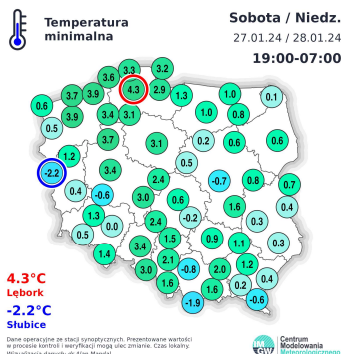 Temperatura
minimalna
Sobota / Niedz.
27.01.24 / 28.01.24
19:00-07:00
3.6 3.3 3.2
0.6 3.7 3.9 4.3 2.9 1.3 1.0 0.1
0.5 3.9 3.4 3.1 1.0 0.8
3.7 3.1 0.2 0.6 0.6
1.2 0.5
-2.2 3.4 2.4 -0.7 0.8 0.7
0.4 -0.6 3.0 0.6 1.6 0.4
1.3 0.0 2.4 -0.2 0.3
0.5 3.4 1.5 0.9 1.1 0.3
1.4 3.0 2.1 -0.8 2.0 1.2
1.6 1.6 0.2 0.4
-1.9 -0.6
4.3°C
Lębork
-2.2°C
Słubice
Dane operacyjne ze stacji synoptycznych. Prezentowane wartości
w procesie kontroli i weryfikacji mogą ulec zmianie. Czas lokalny.
IM
GW
Centrum
Modelowania
Meteorologicznego